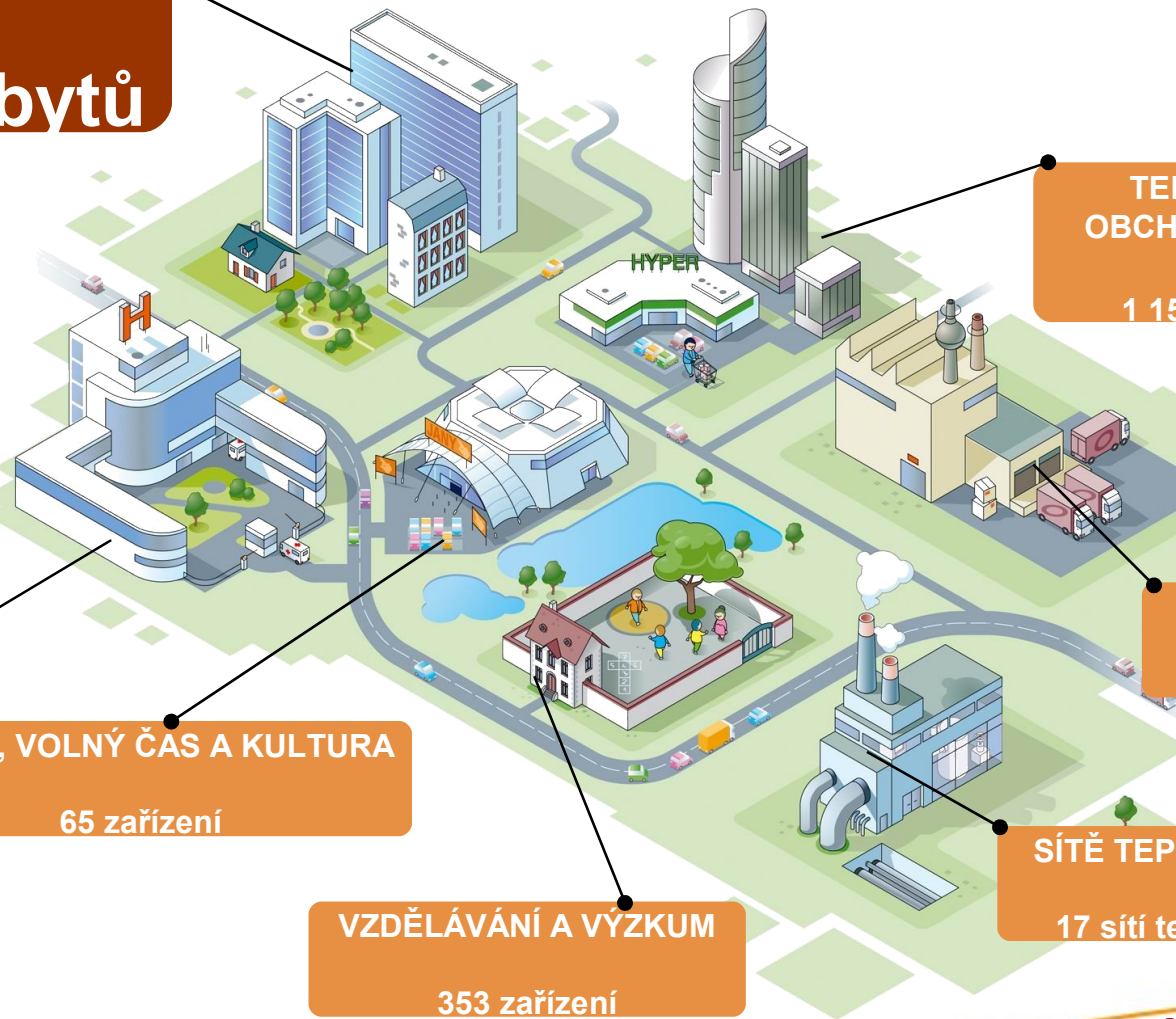 bytů
HYPER
H
JANY
TE
OBCH
1 15
, VOLNÝ ČAS A KULTURA
65 zařízení
VZDĚLÁVÁNÍ A VÝZKUM
353 zařízení
SÍTĚ TEP
17 sítí te